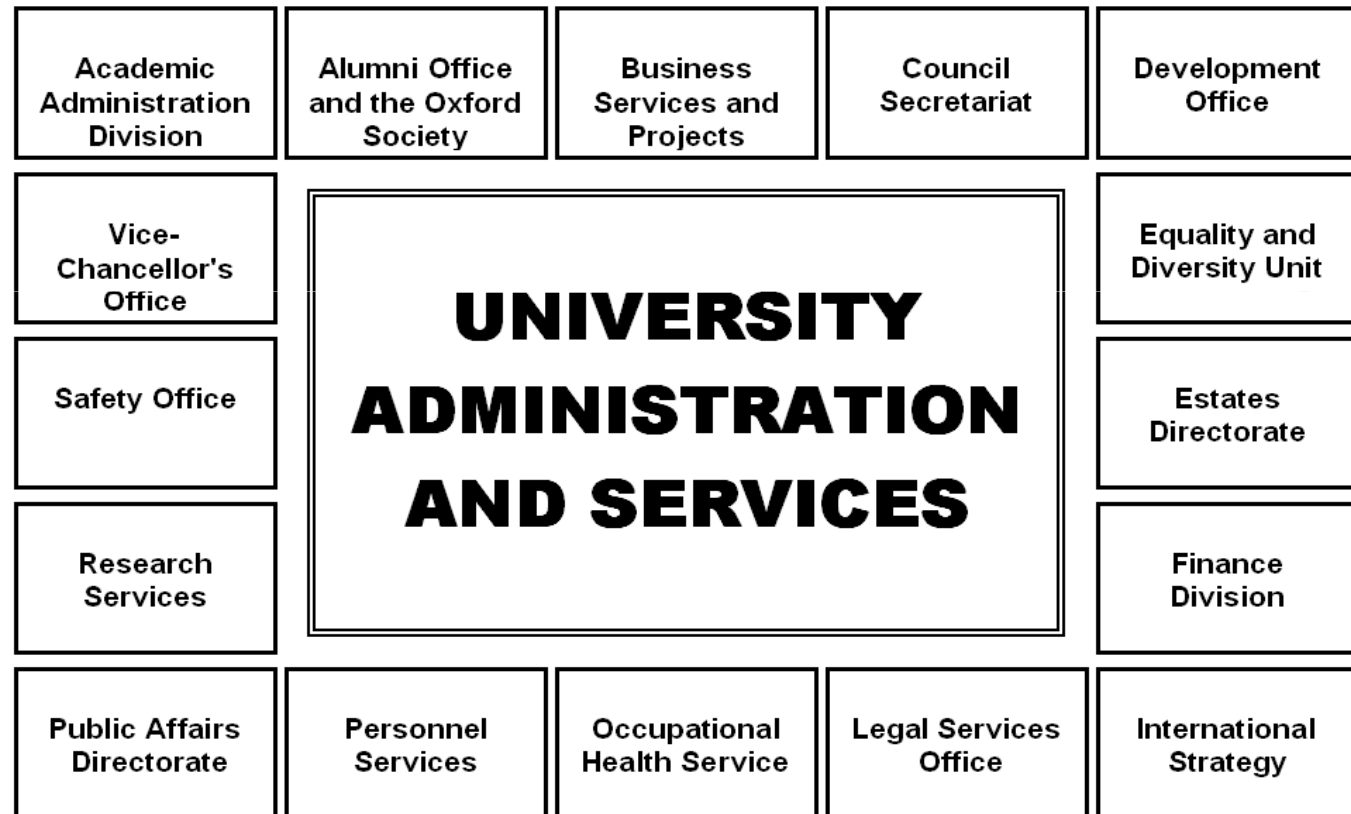 Academic
Administration
Division
Alumni Office
and the Oxford
Society
Business
Services and
Projects
Council
Secretariat
Development
Office
Vice-
Chancellor's
Office
UNIVERSITY
ADMINISTRATION
AND SERVICES
Equality and
Diversity Unit
Safety Office
Estates
Directorate
Research
Services
Finance
Division
Public Affairs
Directorate
Personnel
Services
Occupational
Health Service
Legal Services
Office
International
Strategy